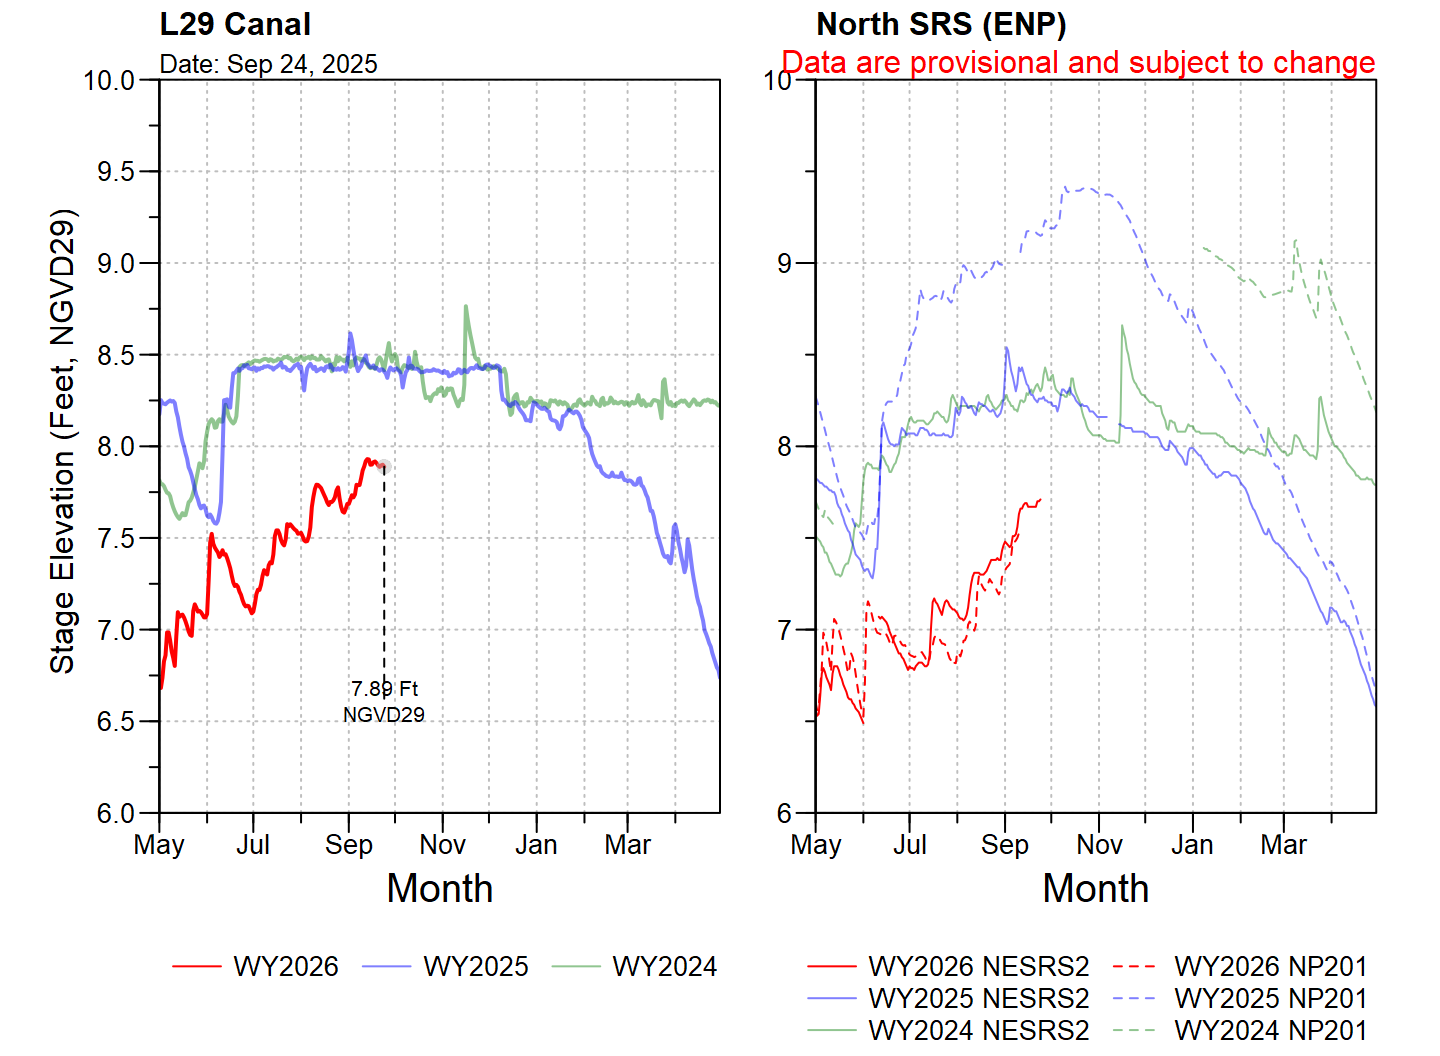 L29 Canal
Date: Sep 24, 2025
Stage Elevation (Feet, NGVD29)
10.0
9.5
9.0
8.5
8.0
7.5
7.0
6.5
6.0
7.89 Ft
NGVD29
May Jul Sep Nov Jan Mar
Month
WY2026 WY2025 WY2024
North SRS (ENP)
Data are provisional and subject to change
10
9
8
7
6
May Jul Sep Nov Jan Mar
Month
WY2026 NESRS2 WY2026 NP201
WY2025 NESRS2 WY2025 NP201
WY2024 NESRS2 WY2024 NP201